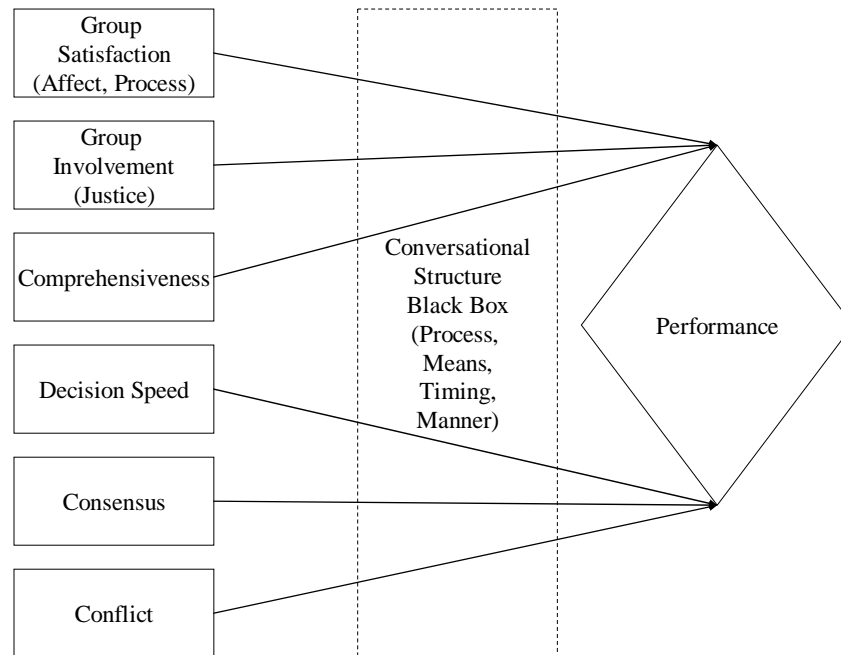 Group
Satisfaction
(Affect, Process)
Group
Involvement
(Justice)
Comprehensiveness
Decision Speed
Consensus
Conflict
Conversational
Structure
Black Box
(Process,
Means,
Timing,
Manner)
Performance